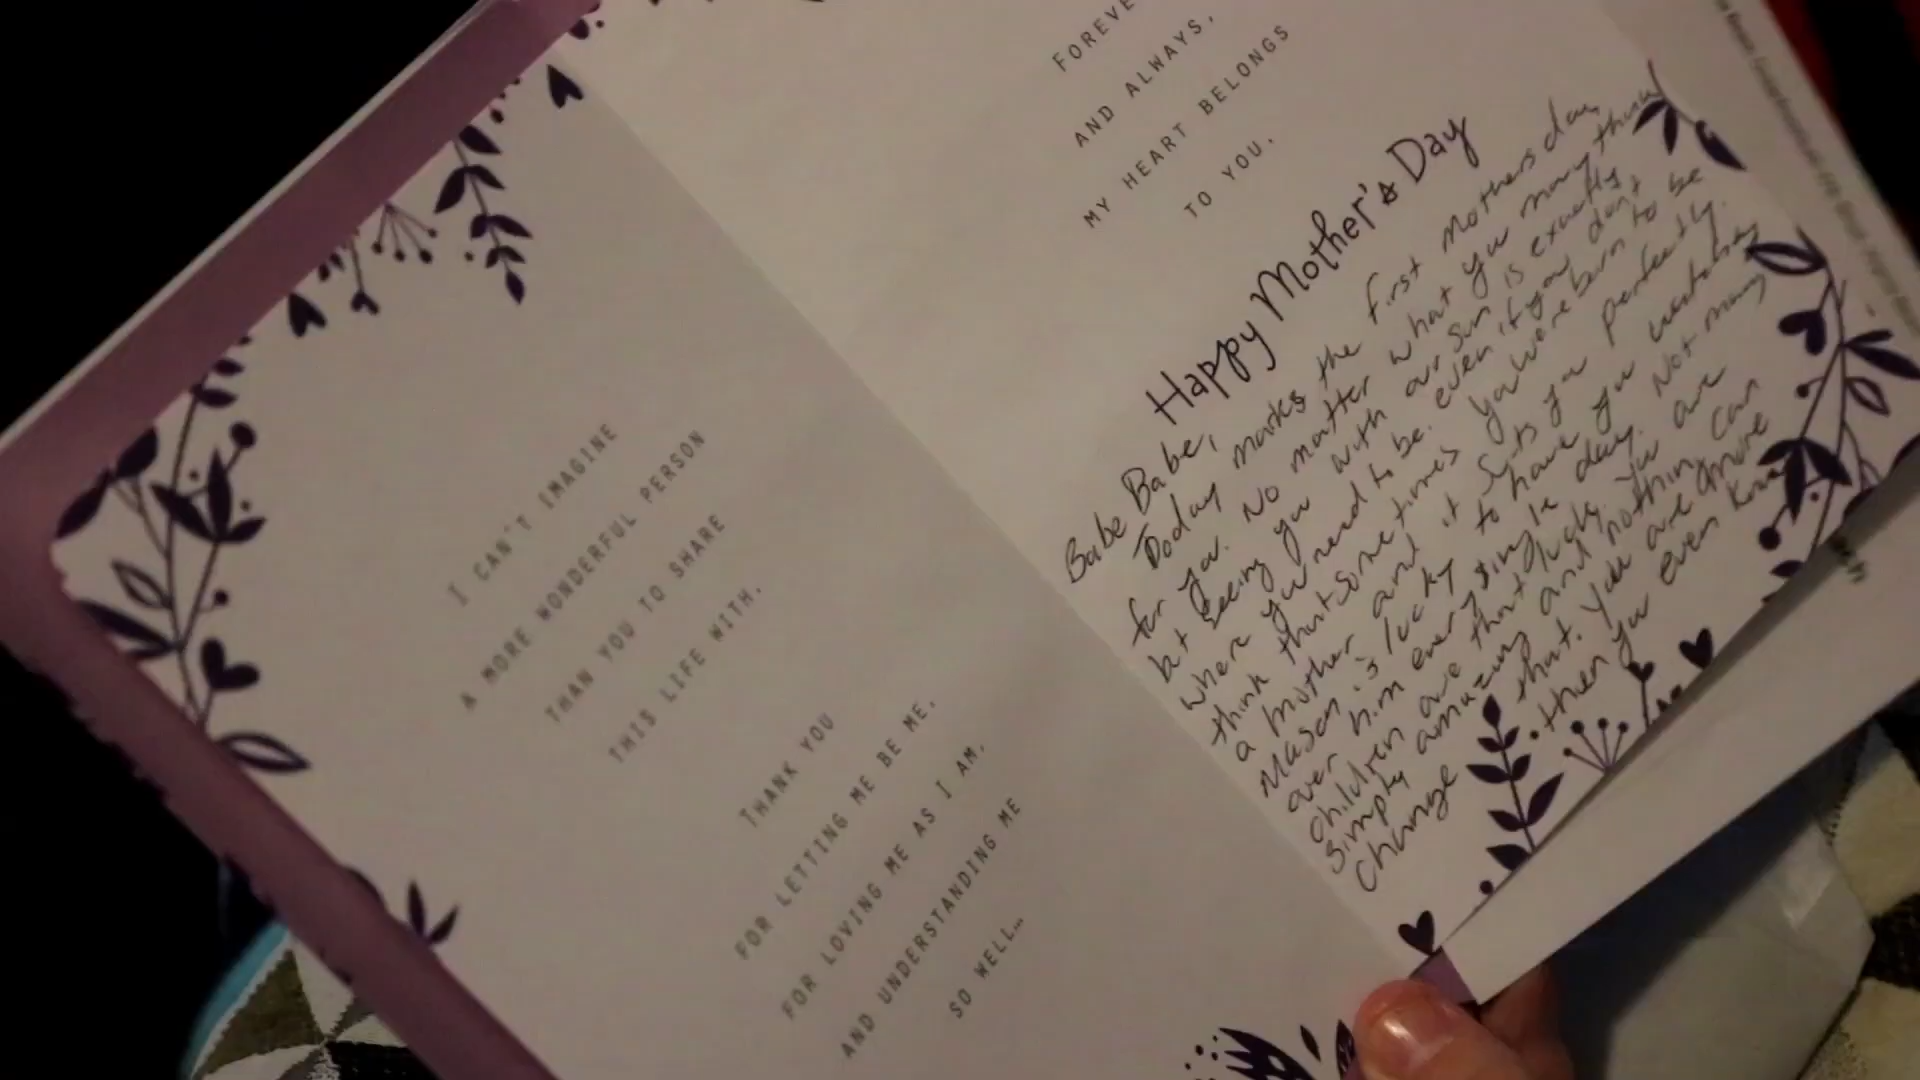 I CAN'T IMAGINE
A MORE WONDERFUL PERSON
THAN YOU TO SHARE
THIS LIFE WITH.
THANK YOU
FOR LETTING ME BE ME,
FOR LOVING ME AS I AM,
AND UNDERSTANDING ME
SO WELL...
FOREVE
AND ALWAYS,
MY HEART BELONGS
TO YOU.
Happy Mother's Day
Babe Babe,
Today marks the first mothers day
for you. No matter what you may think
but seeing you with our sun is exactly
where you need to be. even if you don't
think that sometimes you were born to be
a mother and it suits you perfectly.
Mason is lucky to have you watching
over him every single day. Not many
children are that lucky. You are
simply amazing and nothing can
change that. You are more
then you even know